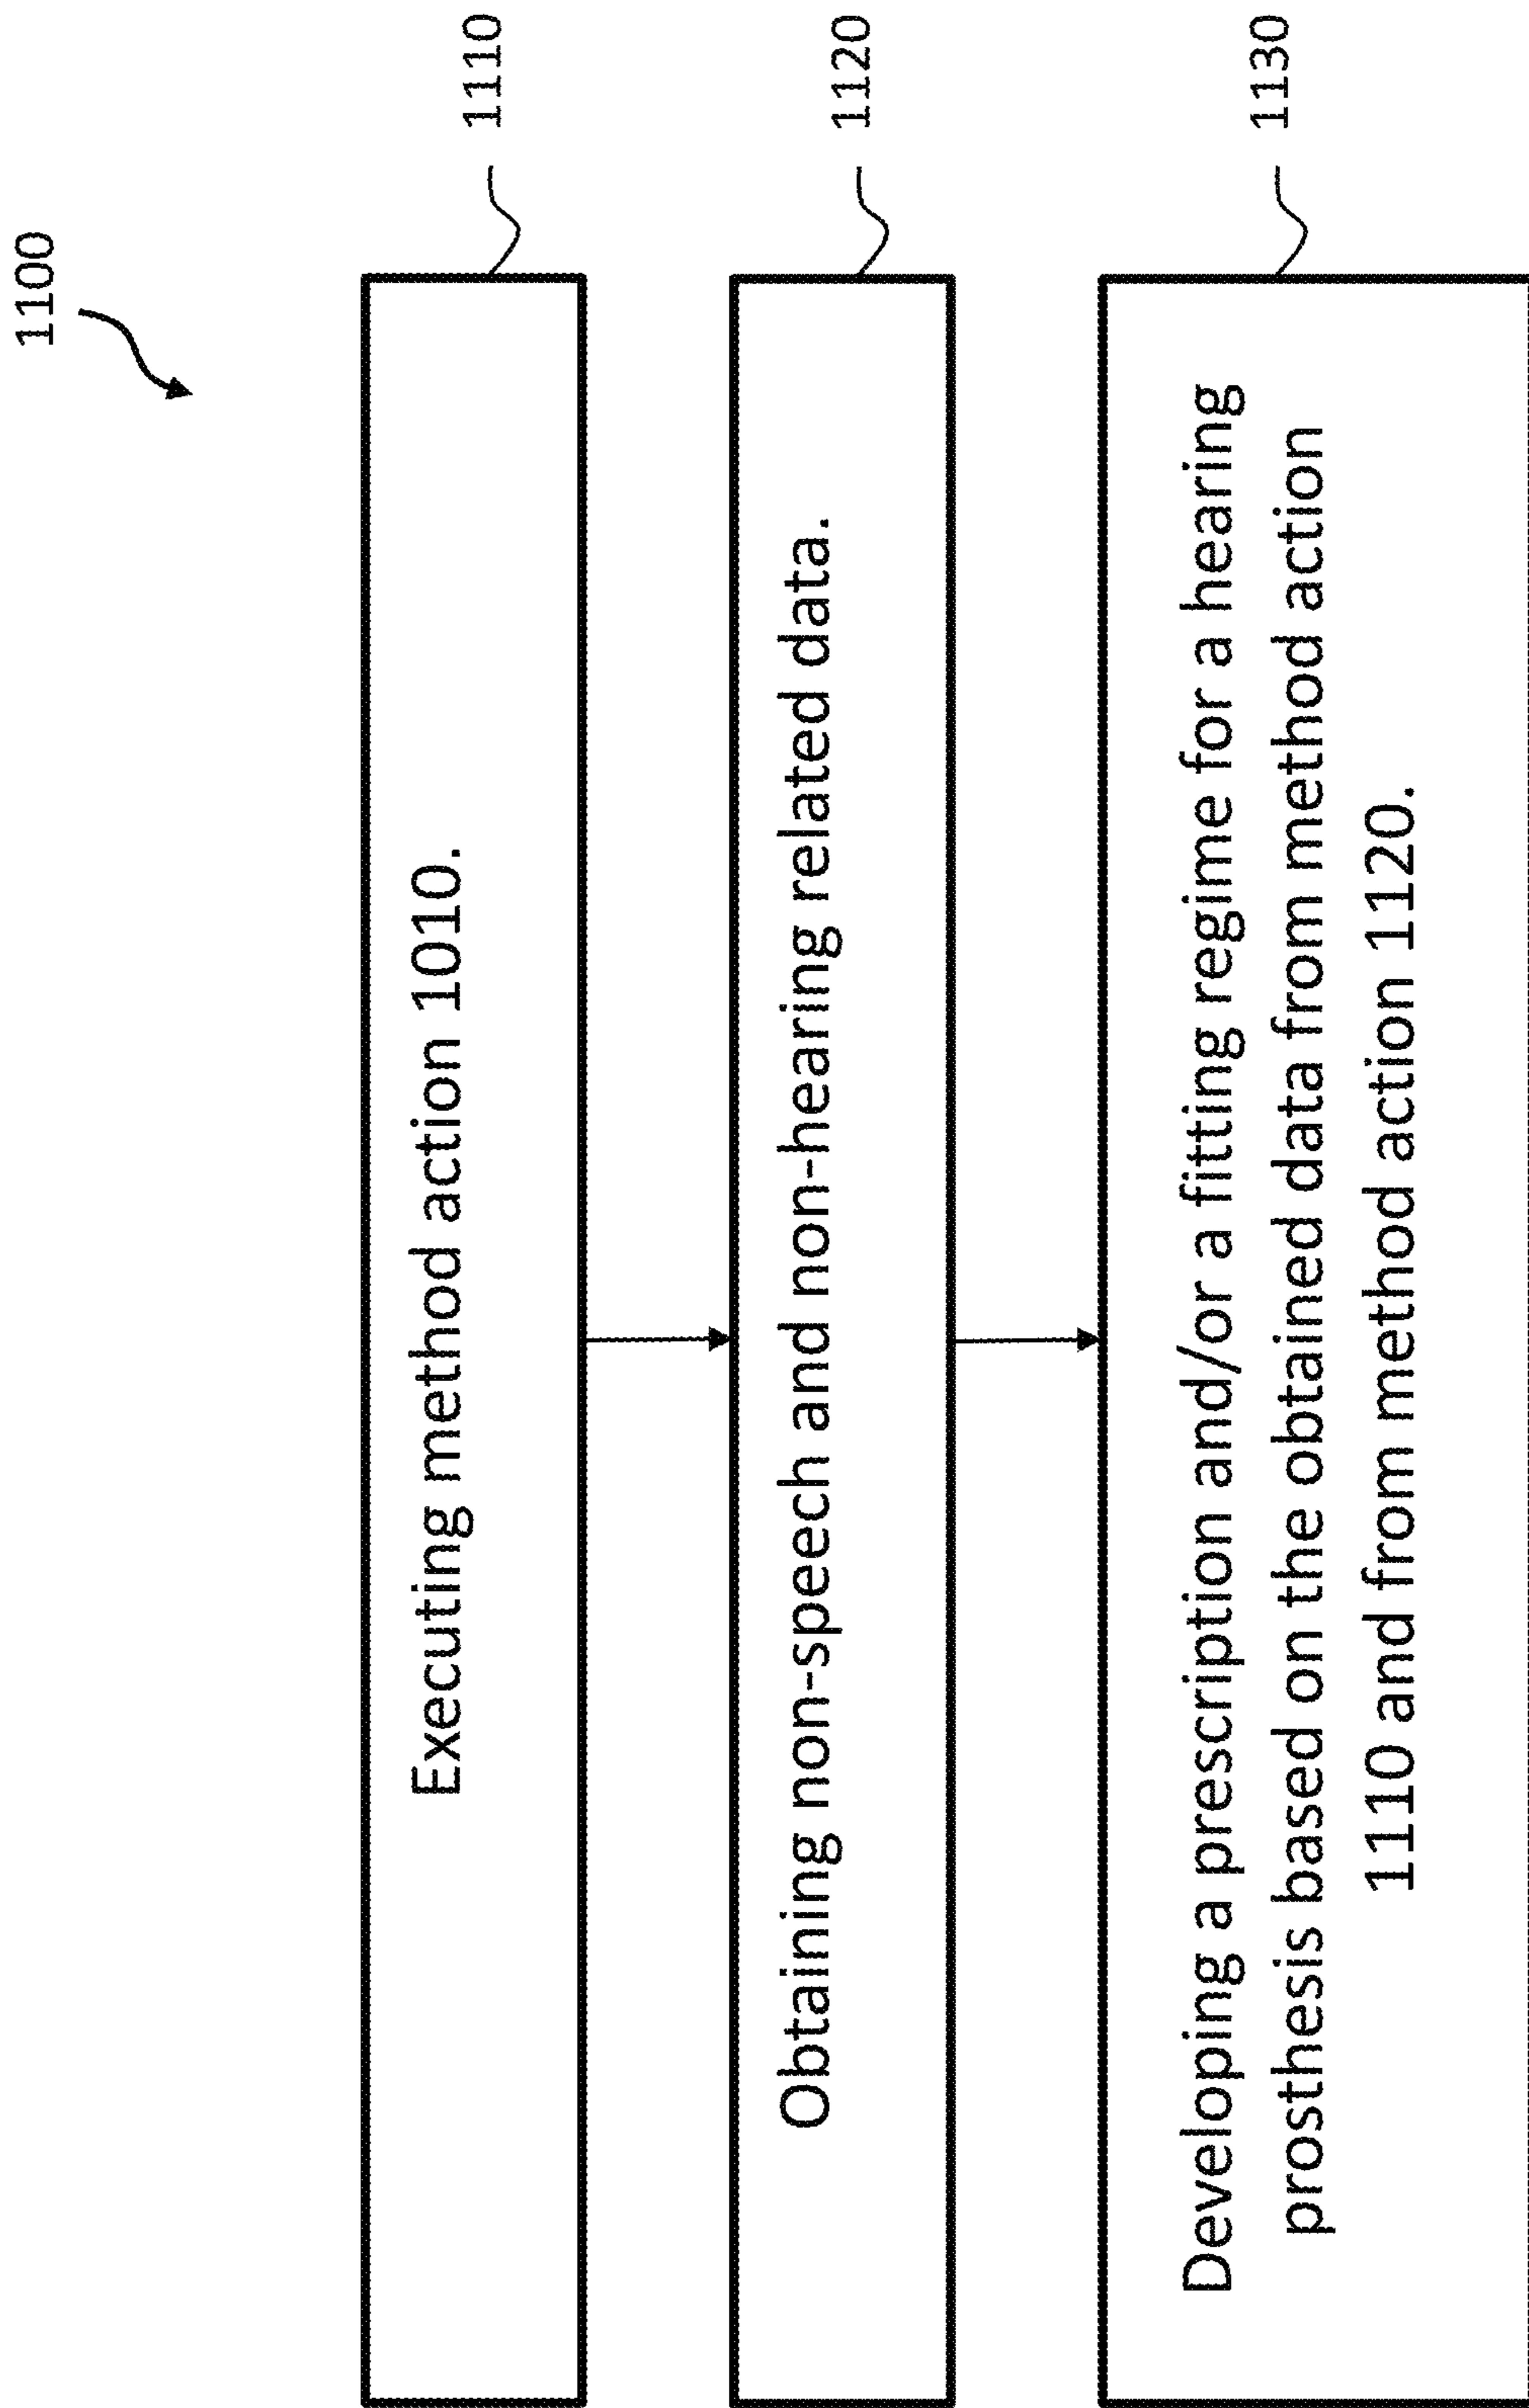 1100
Executing method action 1010.
1110
Obtaining non-speech and non-hearing related data.
1120
Developing a prescription and/or a fitting regime for a hearing
prosthesis based on the obtained data from method action
1110 and from method action 1120.
1130